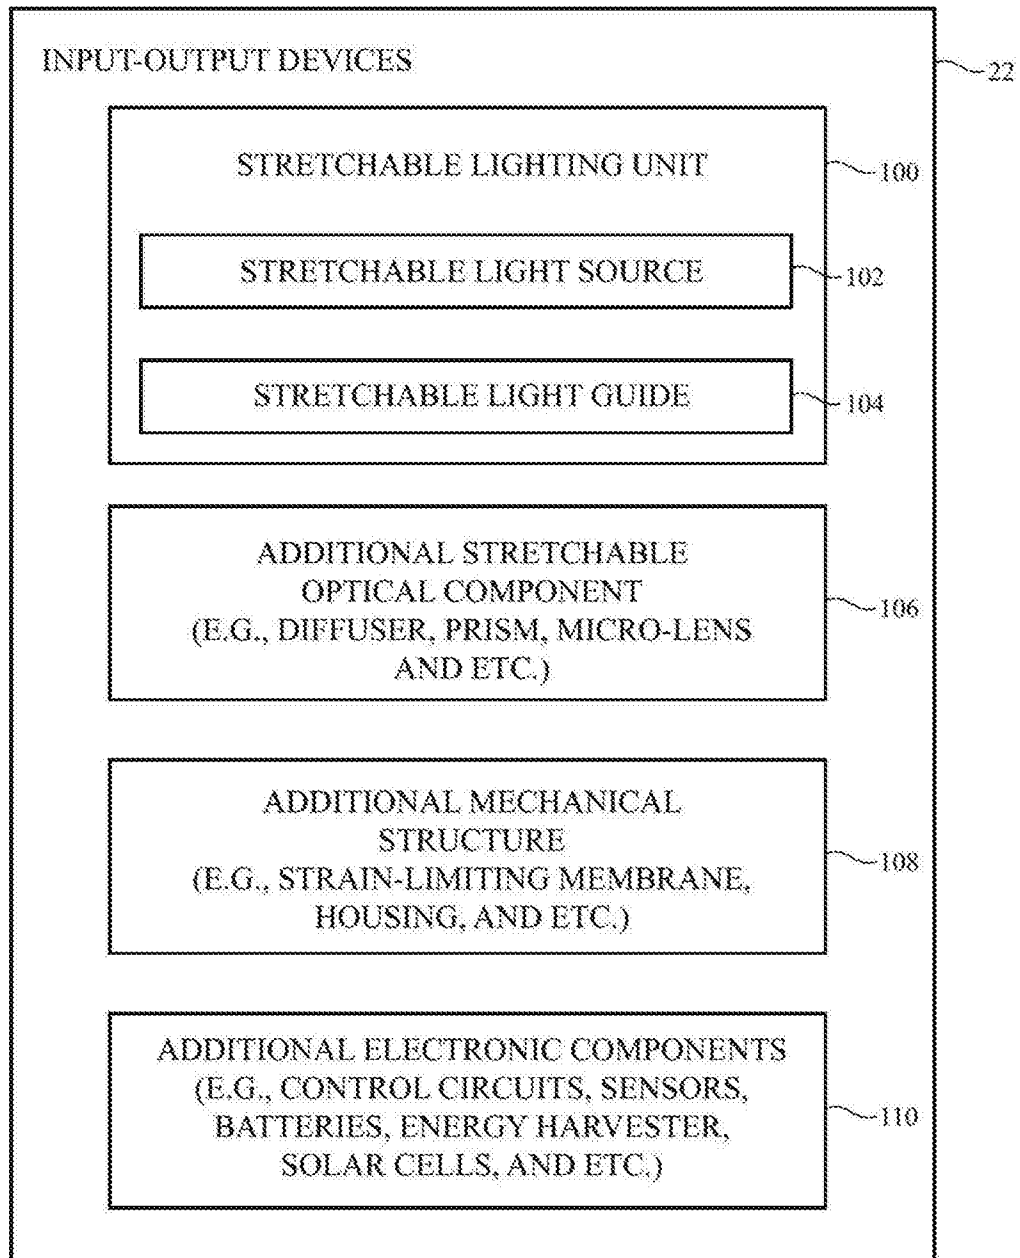 INPUT-OUTPUT DEVICES
22
STRETCHABLE LIGHTING UNIT
100
STRETCHABLE LIGHT SOURCE
102
STRETCHABLE LIGHT GUIDE
104
ADDITIONAL STRETCHABLE
OPTICAL COMPONENT
(E.G., DIFFUSER, PRISM, MICRO-LENS
AND ETC.)
106
ADDITIONAL MECHANICAL
STRUCTURE
(E.G., STRAIN-LIMITING MEMBRANE,
HOUSING, AND ETC.)
108
ADDITIONAL ELECTRONIC COMPONENTS
(E.G., CONTROL CIRCUITS, SENSORS,
BATTERIES, ENERGY HARVESTER,
SOLAR CELLS, AND ETC.)
110